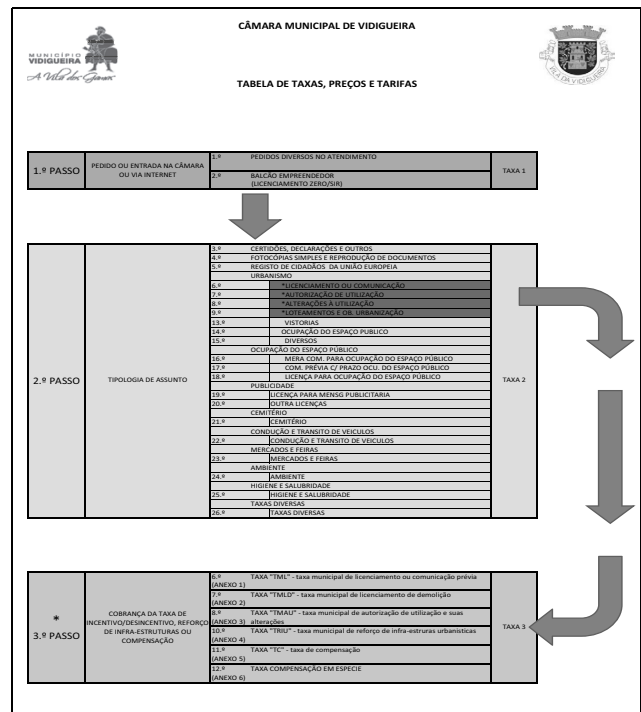 CÂMARA MUNICIPAL DE VIDIGUEIRA
MUNICÍPIO
VIDIGUEIRA
A Vila dos Gamas
VILA DA VIDIGUEIRA
TABELA DE TAXAS, PREÇOS E TARIFAS
1.º PASSO
PEDIDO OU ENTRADA NA CÂMARA
OU VIA INTERNET
1.º PEDIDOS DIVERSOS NO ATENDIMENTO
2.º BALCÃO EMPREENDEDOR
(LICENCIAMENTO ZERO/SIR)
TAXA 1
2.º PASSO
TIPOLOGIA DE ASSUNTO
3.º CERTIDÕES, DECLARAÇÕES E OUTROS
4.º FOTOCÓPIAS SIMPLES E REPRODUÇÃO DE DOCUMENTOS
5.º REGISTO DE CIDADÃOS DA UNIÃO EUROPEIA
URBANISMO
6.º *LICENCIAMENTO OU COMUNICAÇÃO
7.º *AUTORIZAÇÃO DE UTILIZAÇÃO
8.º *ALTERAÇÕES À UTILIZAÇÃO
9.º *LOTEAMENTOS E OB. URBANIZAÇÃO
13.º VISTORIAS
14.º OCUPAÇÃO DO ESPAÇO PUBLICO
15.º DIVERSOS
OCUPAÇÃO DO ESPAÇO PÚBLICO
16.º MERA COM. PARA OCUPAÇÃO DO ESPAÇO PÚBLICO
17.º COM. PRÉVIA C/ PRAZO OCU. DO ESPAÇO PÚBLICO
18.º LICENÇA PARA OCUPAÇÃO DO ESPAÇO PÚBLICO
PUBLICIDADE
19.º LICENÇA PARA MENSG PUBLICITARIA
20.º OUTRA LICENÇAS
CEMITÉRIO
21.º CEMITÉRIO
CONDUÇÃO E TRANSITO DE VEICULOS
22.º CONDUÇÃO E TRANSITO DE VEICULOS
MERCADOS E FEIRAS
23.º MERCADOS E FEIRAS
AMBIENTE
24.º AMBIENTE
HIGIENE E SALUBRIDADE
25.º HIGIENE E SALUBRIDADE
TAXAS DIVERSAS
26.º TAXAS DIVERSAS
TAXA 2
*
3.º PASSO
COBRANÇA DA TAXA DE
INCENTIVO/DESINCENTIVO, REFORÇO
DE INFRA-ESTRUTURAS OU
COMPENSAÇÃO
6.º TAXA "TML" - taxa municipal de licenciamento ou comunicação prévia
(ANEXO 1)
7.º TAXA "TMLD" - taxa municipal de licenciamento de demolição
(ANEXO 2)
8.º TAXA "TMAU" - taxa municipal de autorização de utilização e suas
(ANEXO 3) alterações
10.º TAXA "TRIU" - taxa municipal de reforço de infra-estruras urbanísticas
(ANEXO 4)
11.º TAXA "TC" - taxa de compensação
(ANEXO 5)
12.º TAXA COMPENSAÇÃO EM ESPECIE
(ANEXO 6)
TAXA 3